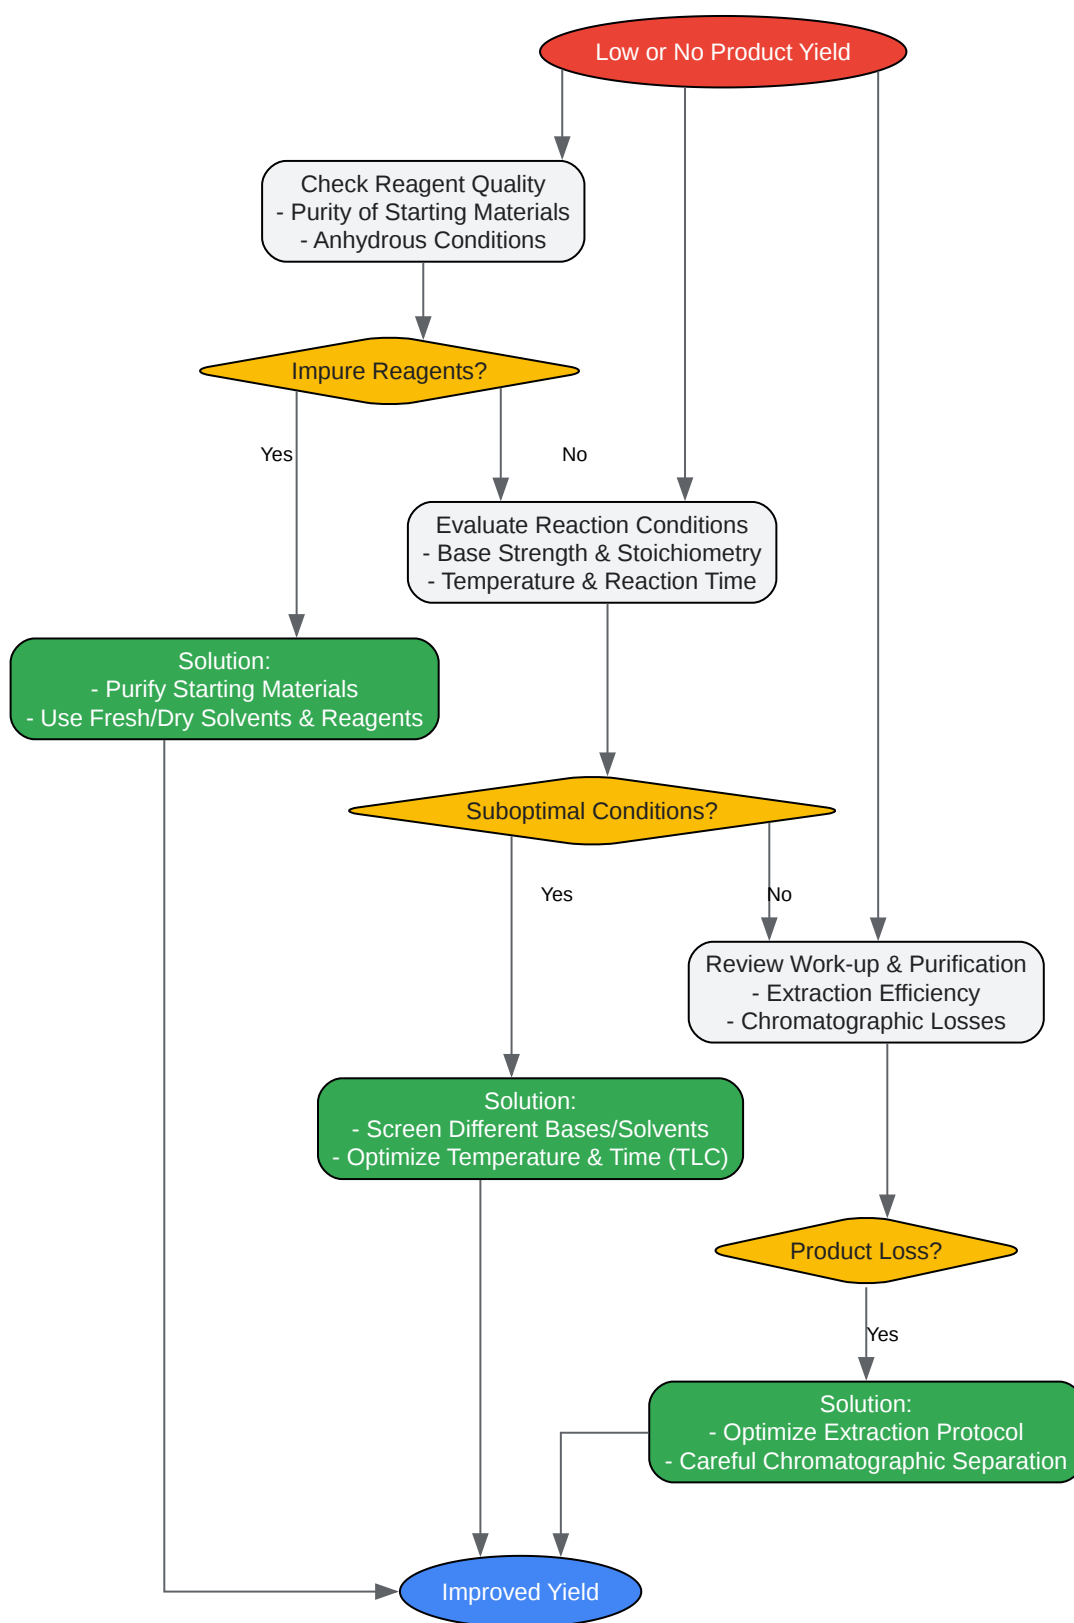 Low or No Product Yield
Check Reagent Quality
- Purity of Starting Materials
- Anhydrous Conditions
Impure Reagents?
Yes
No
Evaluate Reaction Conditions
- Base Strength & Stoichiometry
- Temperature & Reaction Time
Solution:
- Purify Starting Materials
- Use Fresh/Dry Solvents & Reagents
Suboptimal Conditions?
Yes
No
Review Work-up & Purification
- Extraction Efficiency
- Chromatographic Losses
Solution:
- Screen Different Bases/Solvents
- Optimize Temperature & Time (TLC)
Product Loss?
Yes
Solution:
- Optimize Extraction Protocol
- Careful Chromatographic Separation
Improved Yield